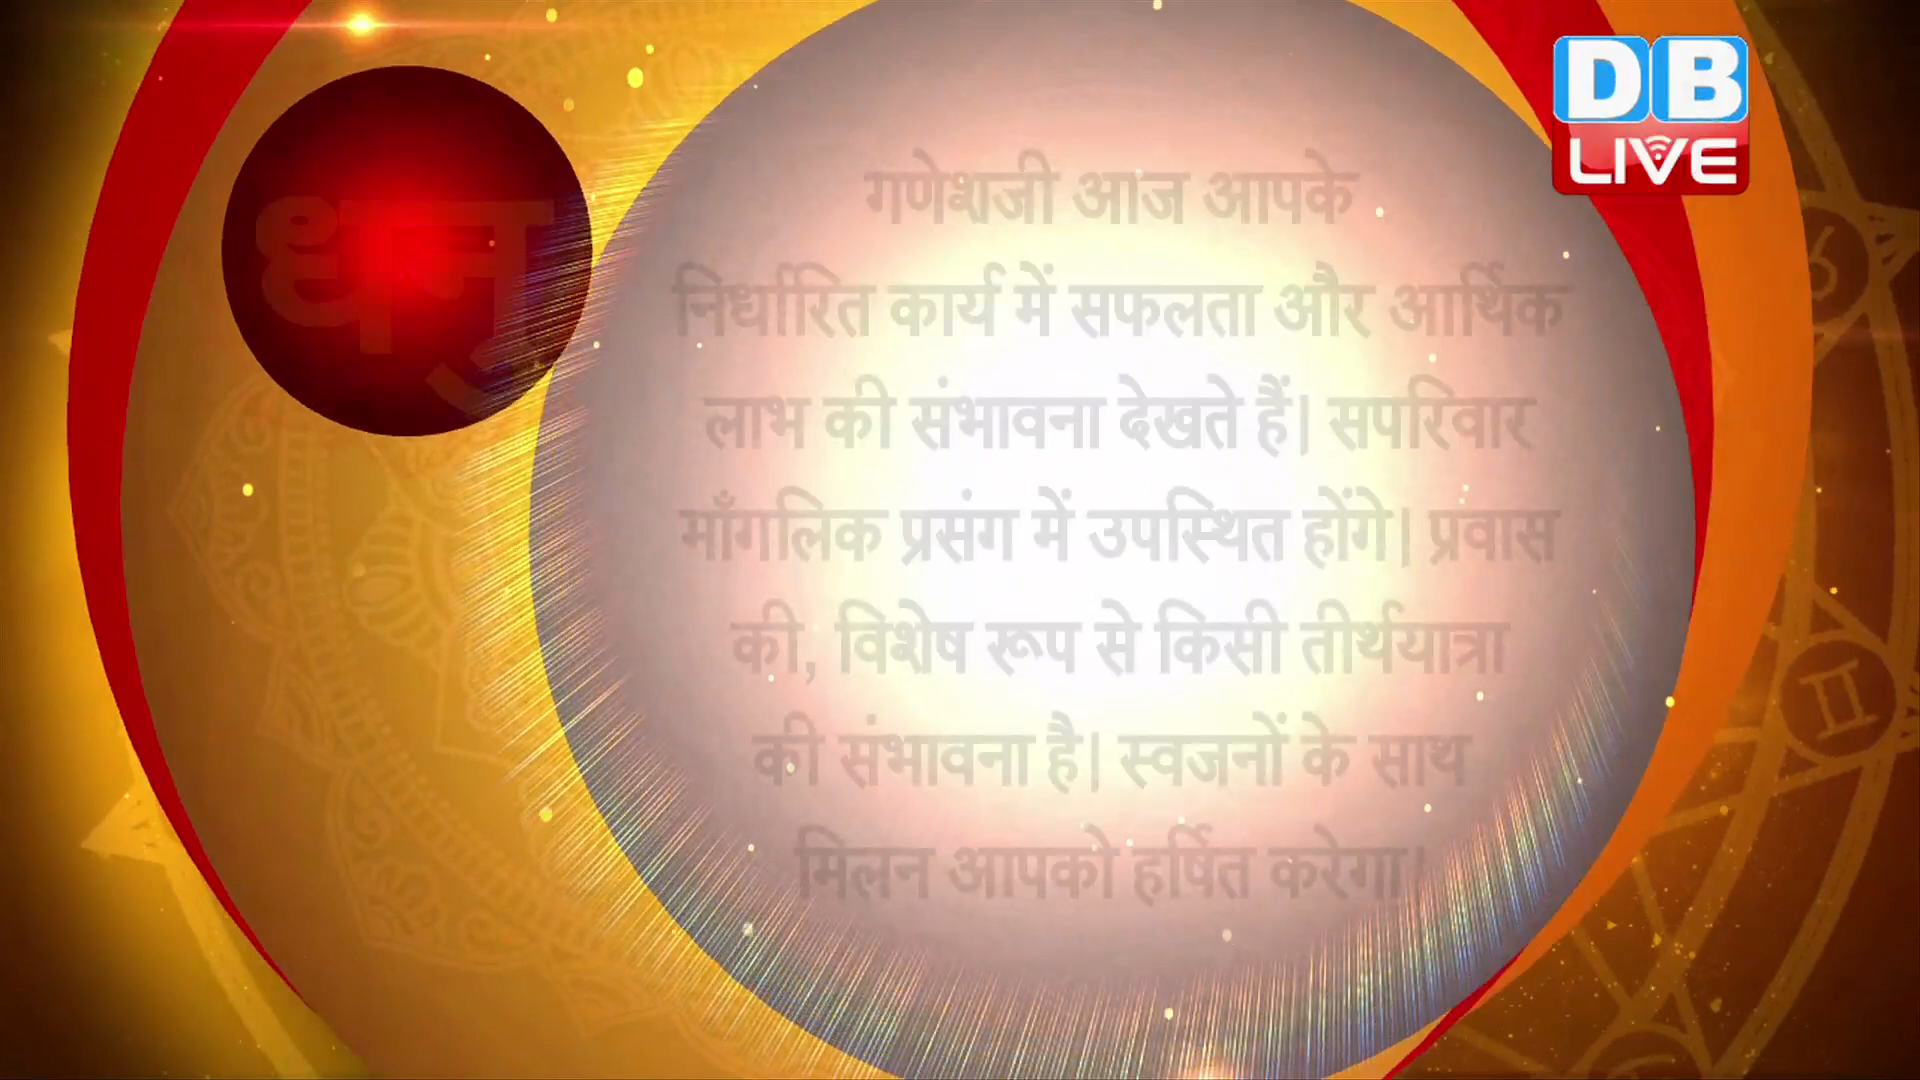 धनु
DB
LIVE
गणेशजी आज आपके
निर्धारित कार्य में सफलता और आर्थिक
लाभ की संभावना देखते हैं| सपरिवार
माँगलिक प्रसंग में उपस्थित होंगे| प्रवास
की, विशेष रूप से किसी तीर्थयात्रा
की संभावना है| स्वजनों के साथ
मिलन आपको हर्षित करेगा|